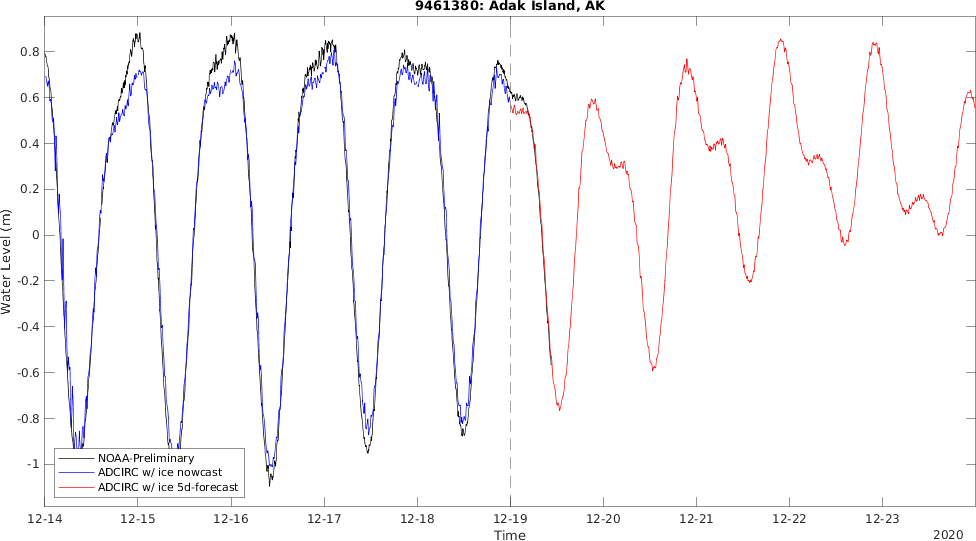 9461380: Adak Island, AK
Water Level (m)
0.8
0.6
0.4
0.2
0
-0.2
-0.4
-0.6
-0.8
-1
NOAA-Preliminary
ADCIRC w/ ice nowcast
ADCIRC w/ ice 5d-forecast
12-14 12-15 12-16 12-17 12-18 12-19 12-20 12-21 12-22 12-23
Time
2020